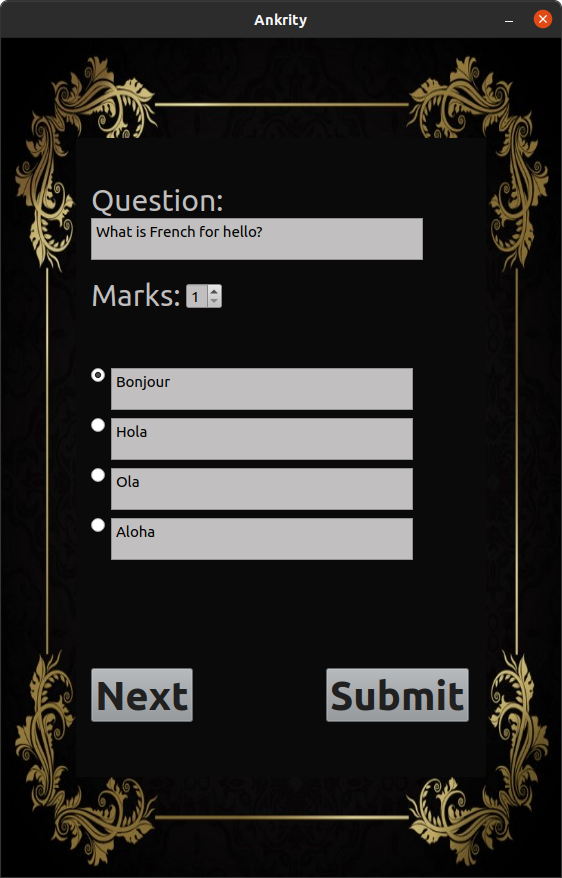 Ankrity
Question:
What is French for hello?
Marks: 1
Bonjour
Hola
Ola
Aloha
Next Submit